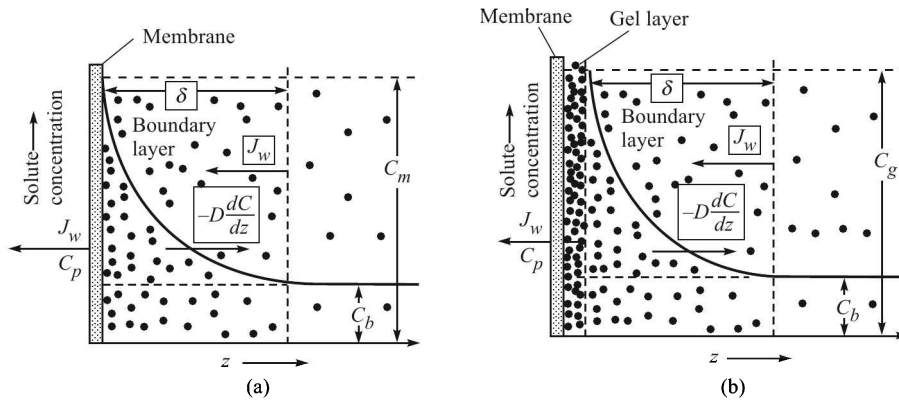 Membrane
δ
Boundary
layer
J_w
−D dC/dz
C_m
C_b
Solute
concentration
J_w
C_p
z
(a)
Membrane
Gel layer
δ
Boundary
layer
J_w
−D dC/dz
C_g
C_b
Solute
concentration
J_w
C_p
z
(b)